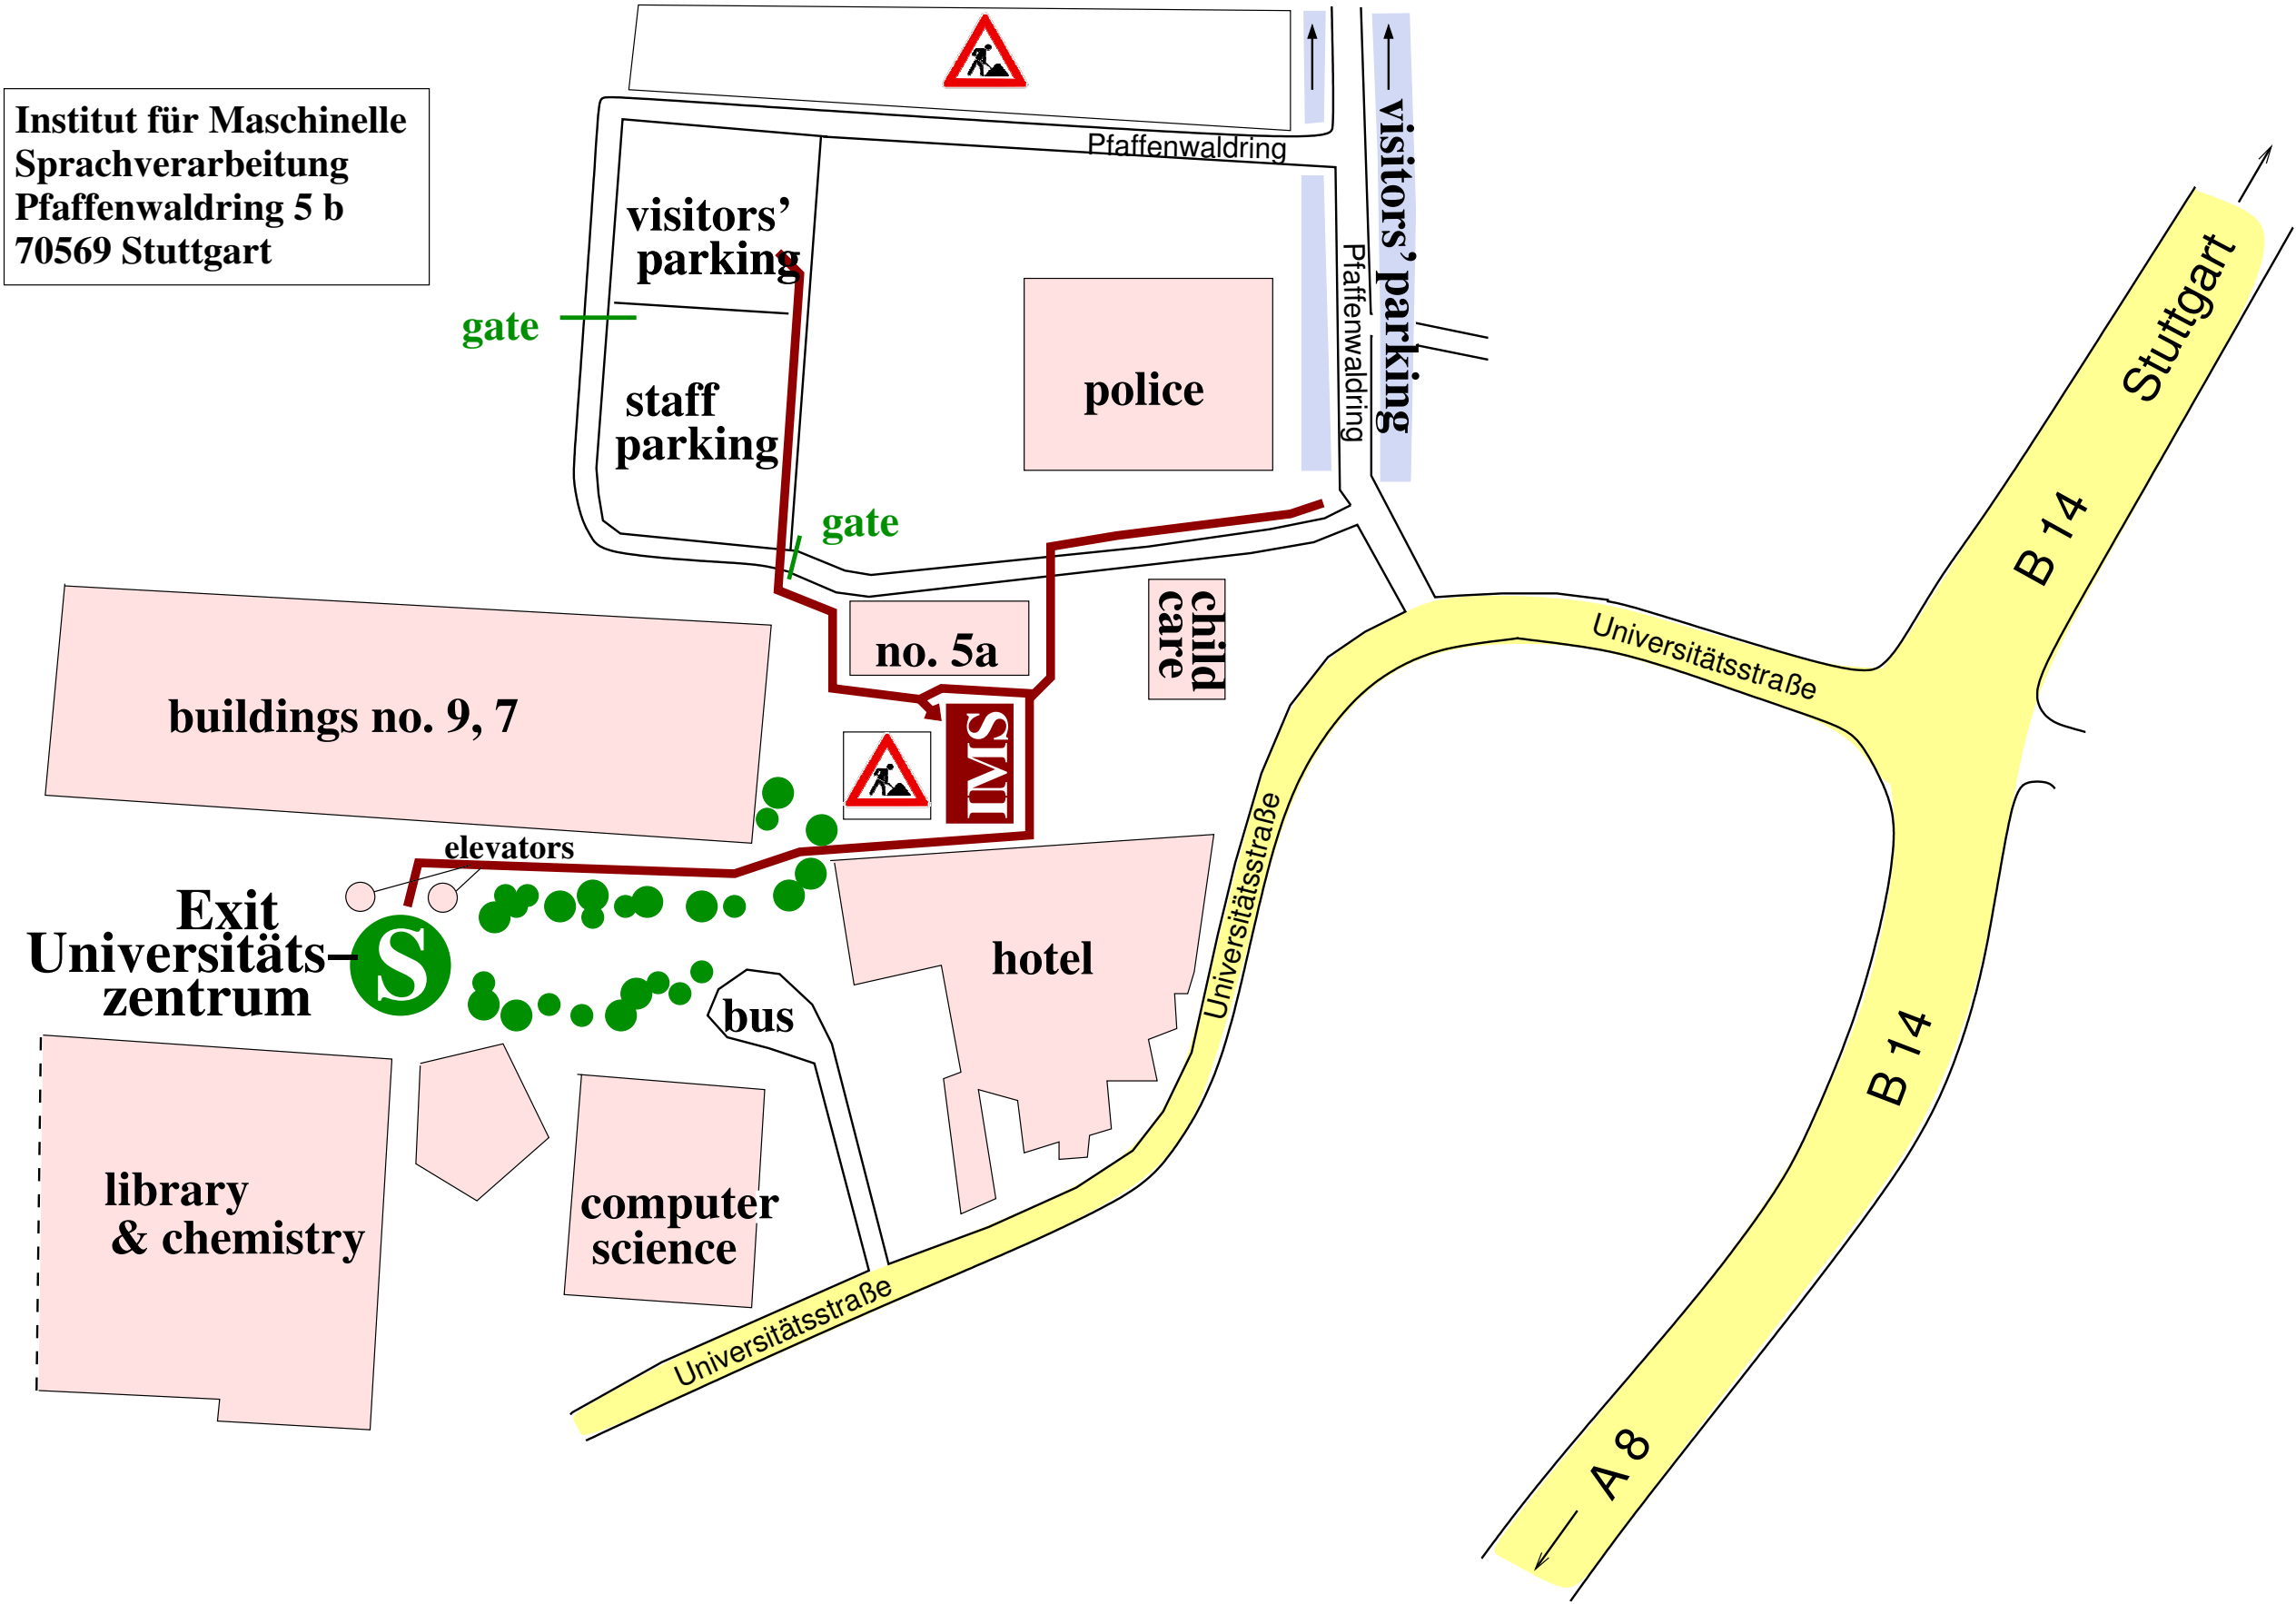 Institut für Maschinelle
Sprachverarbeitung
Pfaffenwaldring 5 b
70569 Stuttgart
Pfaffenwaldring
visitors' parking
visitors'
parking
Pfaffenwaldring
gate
staff
parking
police
gate
Stuttgart
B 14
child
care
no. 5a
Universitätsstraße
buildings no. 9, 7
IMS
elevators
Universitätsstraße
Exit
Universitäts
zentrum
S
hotel
bus
B 14
library
& chemistry
computer
science
Universitätsstraße
A 8